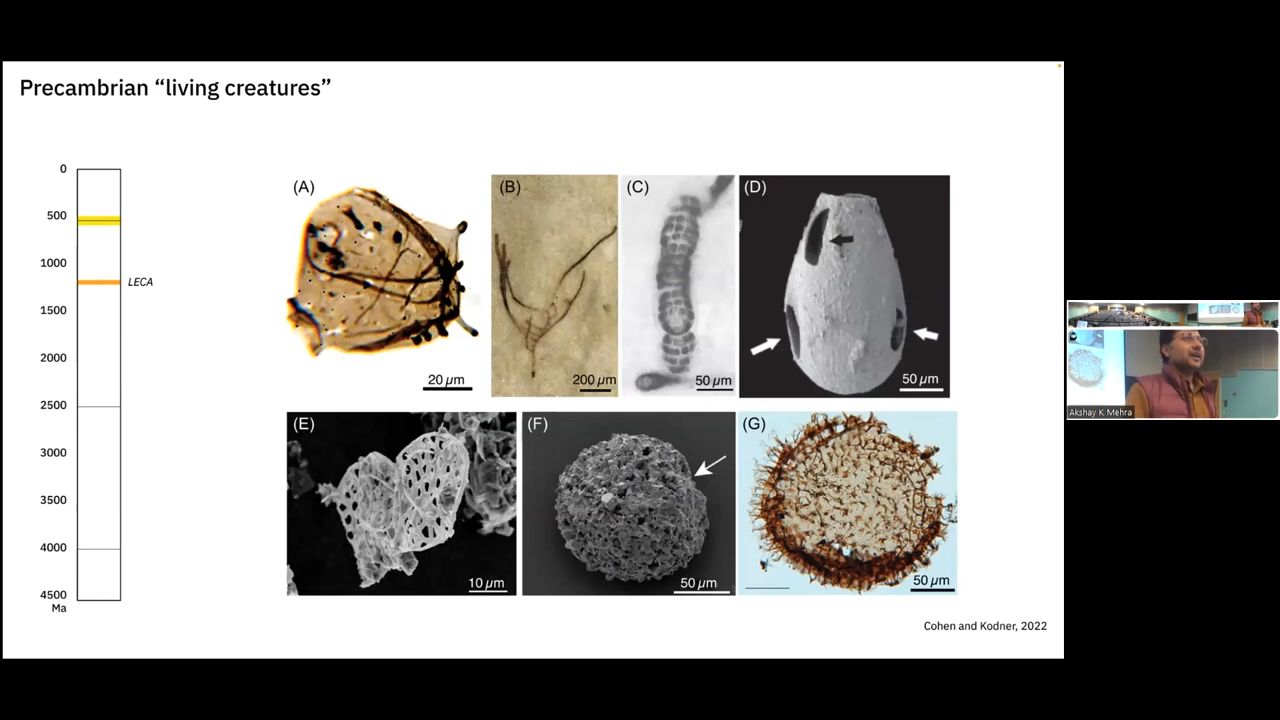 Precambrian “living creatures”
0
500
1000
LECA
1500
2000
2500
3000
3500
4000
4500
Ma
(A)
20 µm
(B)
200 µm
(C)
50 µm
(D)
50 µm
(E)
10 µm
(F)
50 µm
(G)
50 µm
Cohen and Kodner, 2022
Akshay K Mehra